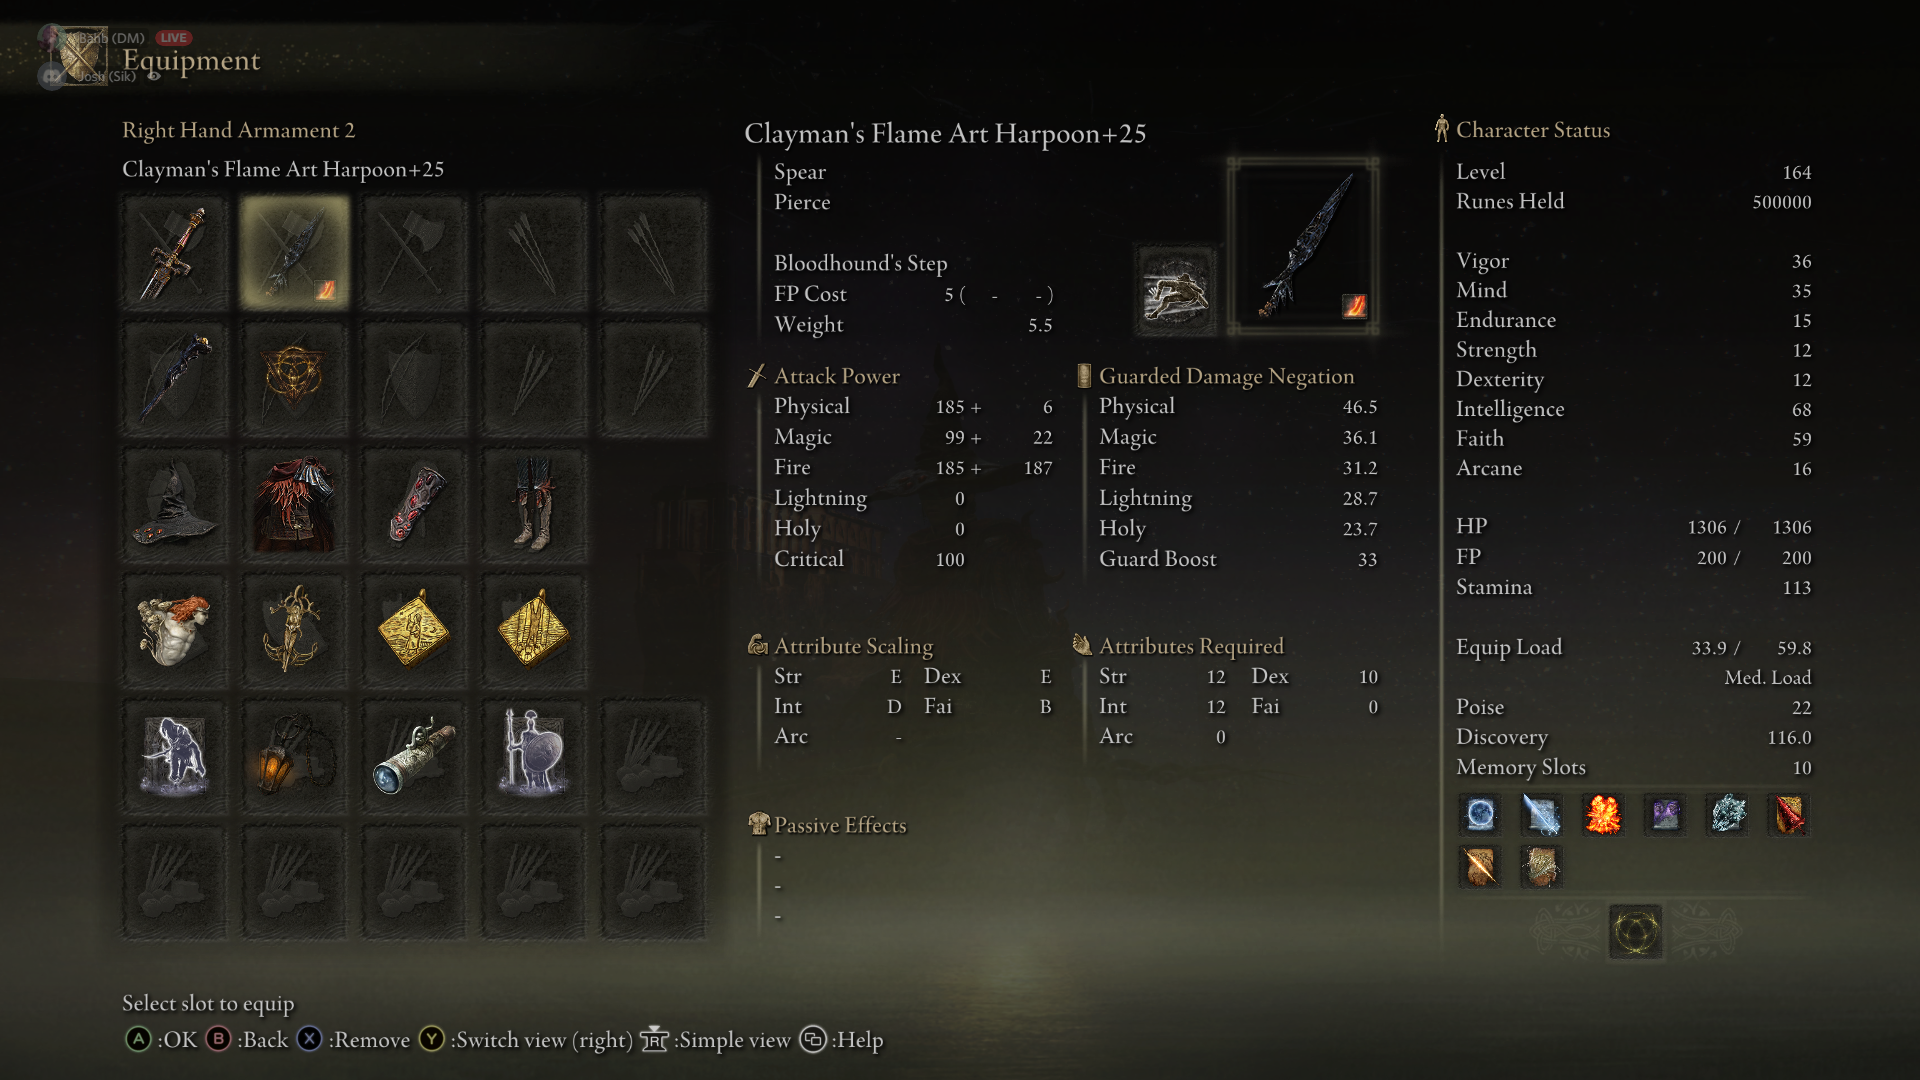 Babb (DM) LIVE
Equipment
Josh (Sik)
Right Hand Armament 2
Clayman's Flame Art Harpoon+25
Clayman's Flame Art Harpoon+25
Spear
Pierce
Bloodhound's Step
FP Cost 5 ( - - )
Weight 5.5
Attack Power
Physical 185 + 6
Magic 99 + 22
Fire 185 + 187
Lightning 0
Holy 0
Critical 100
Guarded Damage Negation
Physical 46.5
Magic 36.1
Fire 31.2
Lightning 28.7
Holy 23.7
Guard Boost 33
Attribute Scaling
Str E Dex E
Int D Fai B
Arc -
Attributes Required
Str 12 Dex 10
Int 12 Fai 0
Arc 0
Passive Effects
-
-
-
Character Status
Level 164
Runes Held 500000
Vigor 36
Mind 35
Endurance 15
Strength 12
Dexterity 12
Intelligence 68
Faith 59
Arcane 16
HP 1306 / 1306
FP 200 / 200
Stamina 113
Equip Load 33.9 / 59.8
Med. Load
Poise 22
Discovery 116.0
Memory Slots 10
Select slot to equip
A :OK B :Back X :Remove Y :Switch view (right) R :Simple view :Help